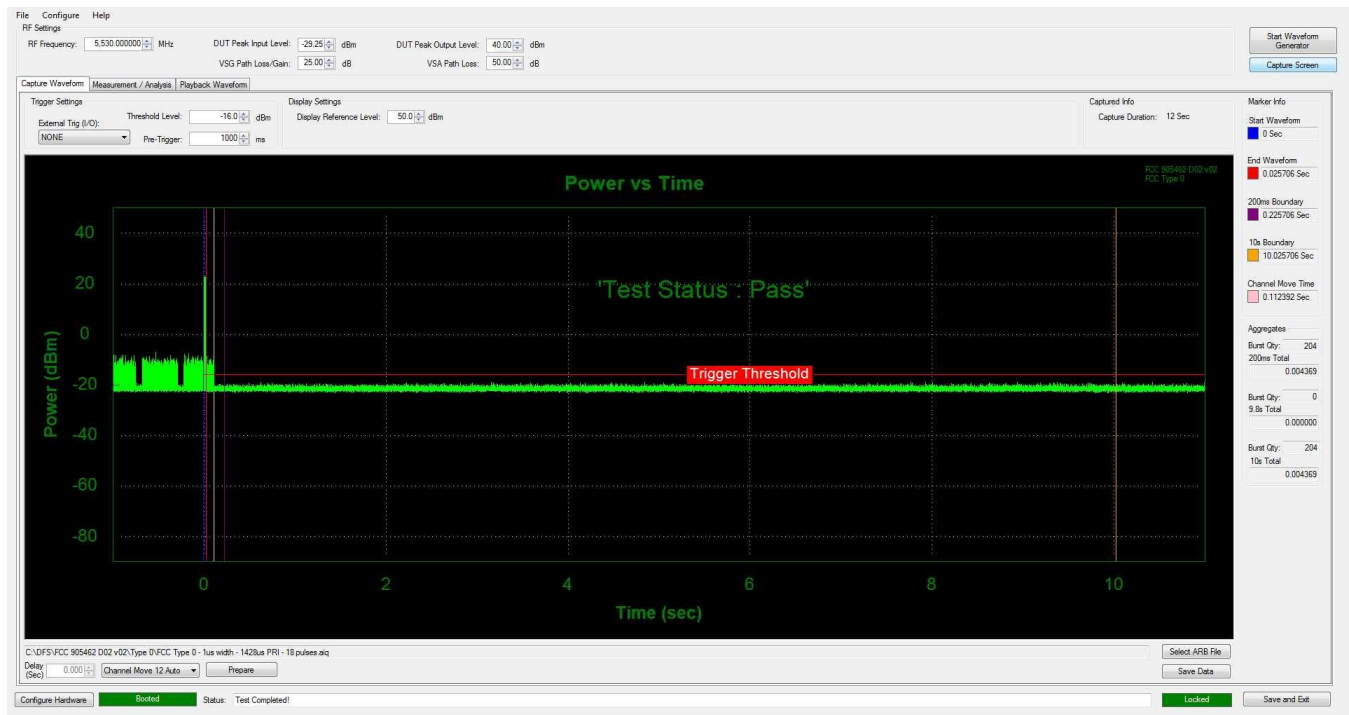 File Configure Help
RF Settings
RF Frequency: 5,530.000000 MHz DUT Peak Input Level: -29.25 dBm DUT Peak Output Level: 40.00 dBm
VSG Path Loss/Gain: 25.00 dB VSA Path Loss: 50.00 dB
Start Waveform Generator
Capture Screen
Capture Waveform Measurement / Analysis Playback Waveform
Trigger Settings
External Trig (I/O): Threshold Level: -16.0 dBm
NONE Pre-Trigger: 1000 ms
Display Settings
Display Reference Level: 50.0 dBm
Captured Info
Capture Duration: 12 Sec
Marker Info
Start Waveform
0 Sec
End Waveform
0.025706 Sec
200ms Boundary
0.225706 Sec
10s Boundary
10.025706 Sec
Channel Move Time
0.112392 Sec
Aggregates
Burst Qty: 204
200ms Total
0.004369
Burst Qty: 0
9.8s Total
0.000000
Burst Qty: 204
10s Total
0.004369
Power vs Time
FCC 905462 D02 v02
FCC Type 0
40
20
0
-20
-40
-60
-80
Power (dBm)
'Test Status : Pass'
Trigger Threshold
0 2 4 6 8 10
Time (sec)
C:\DFS\FCC 905462 D02 v02\Type 0\FCC Type 0 - 1us width - 1428us PRI - 18 pulses.aiq
Select ARB File
Delay (Sec) 0.000 Channel Move 12 Auto Prepare
Save Data
Configure Hardware Booted Status: Test Completed! Locked Save and Exit